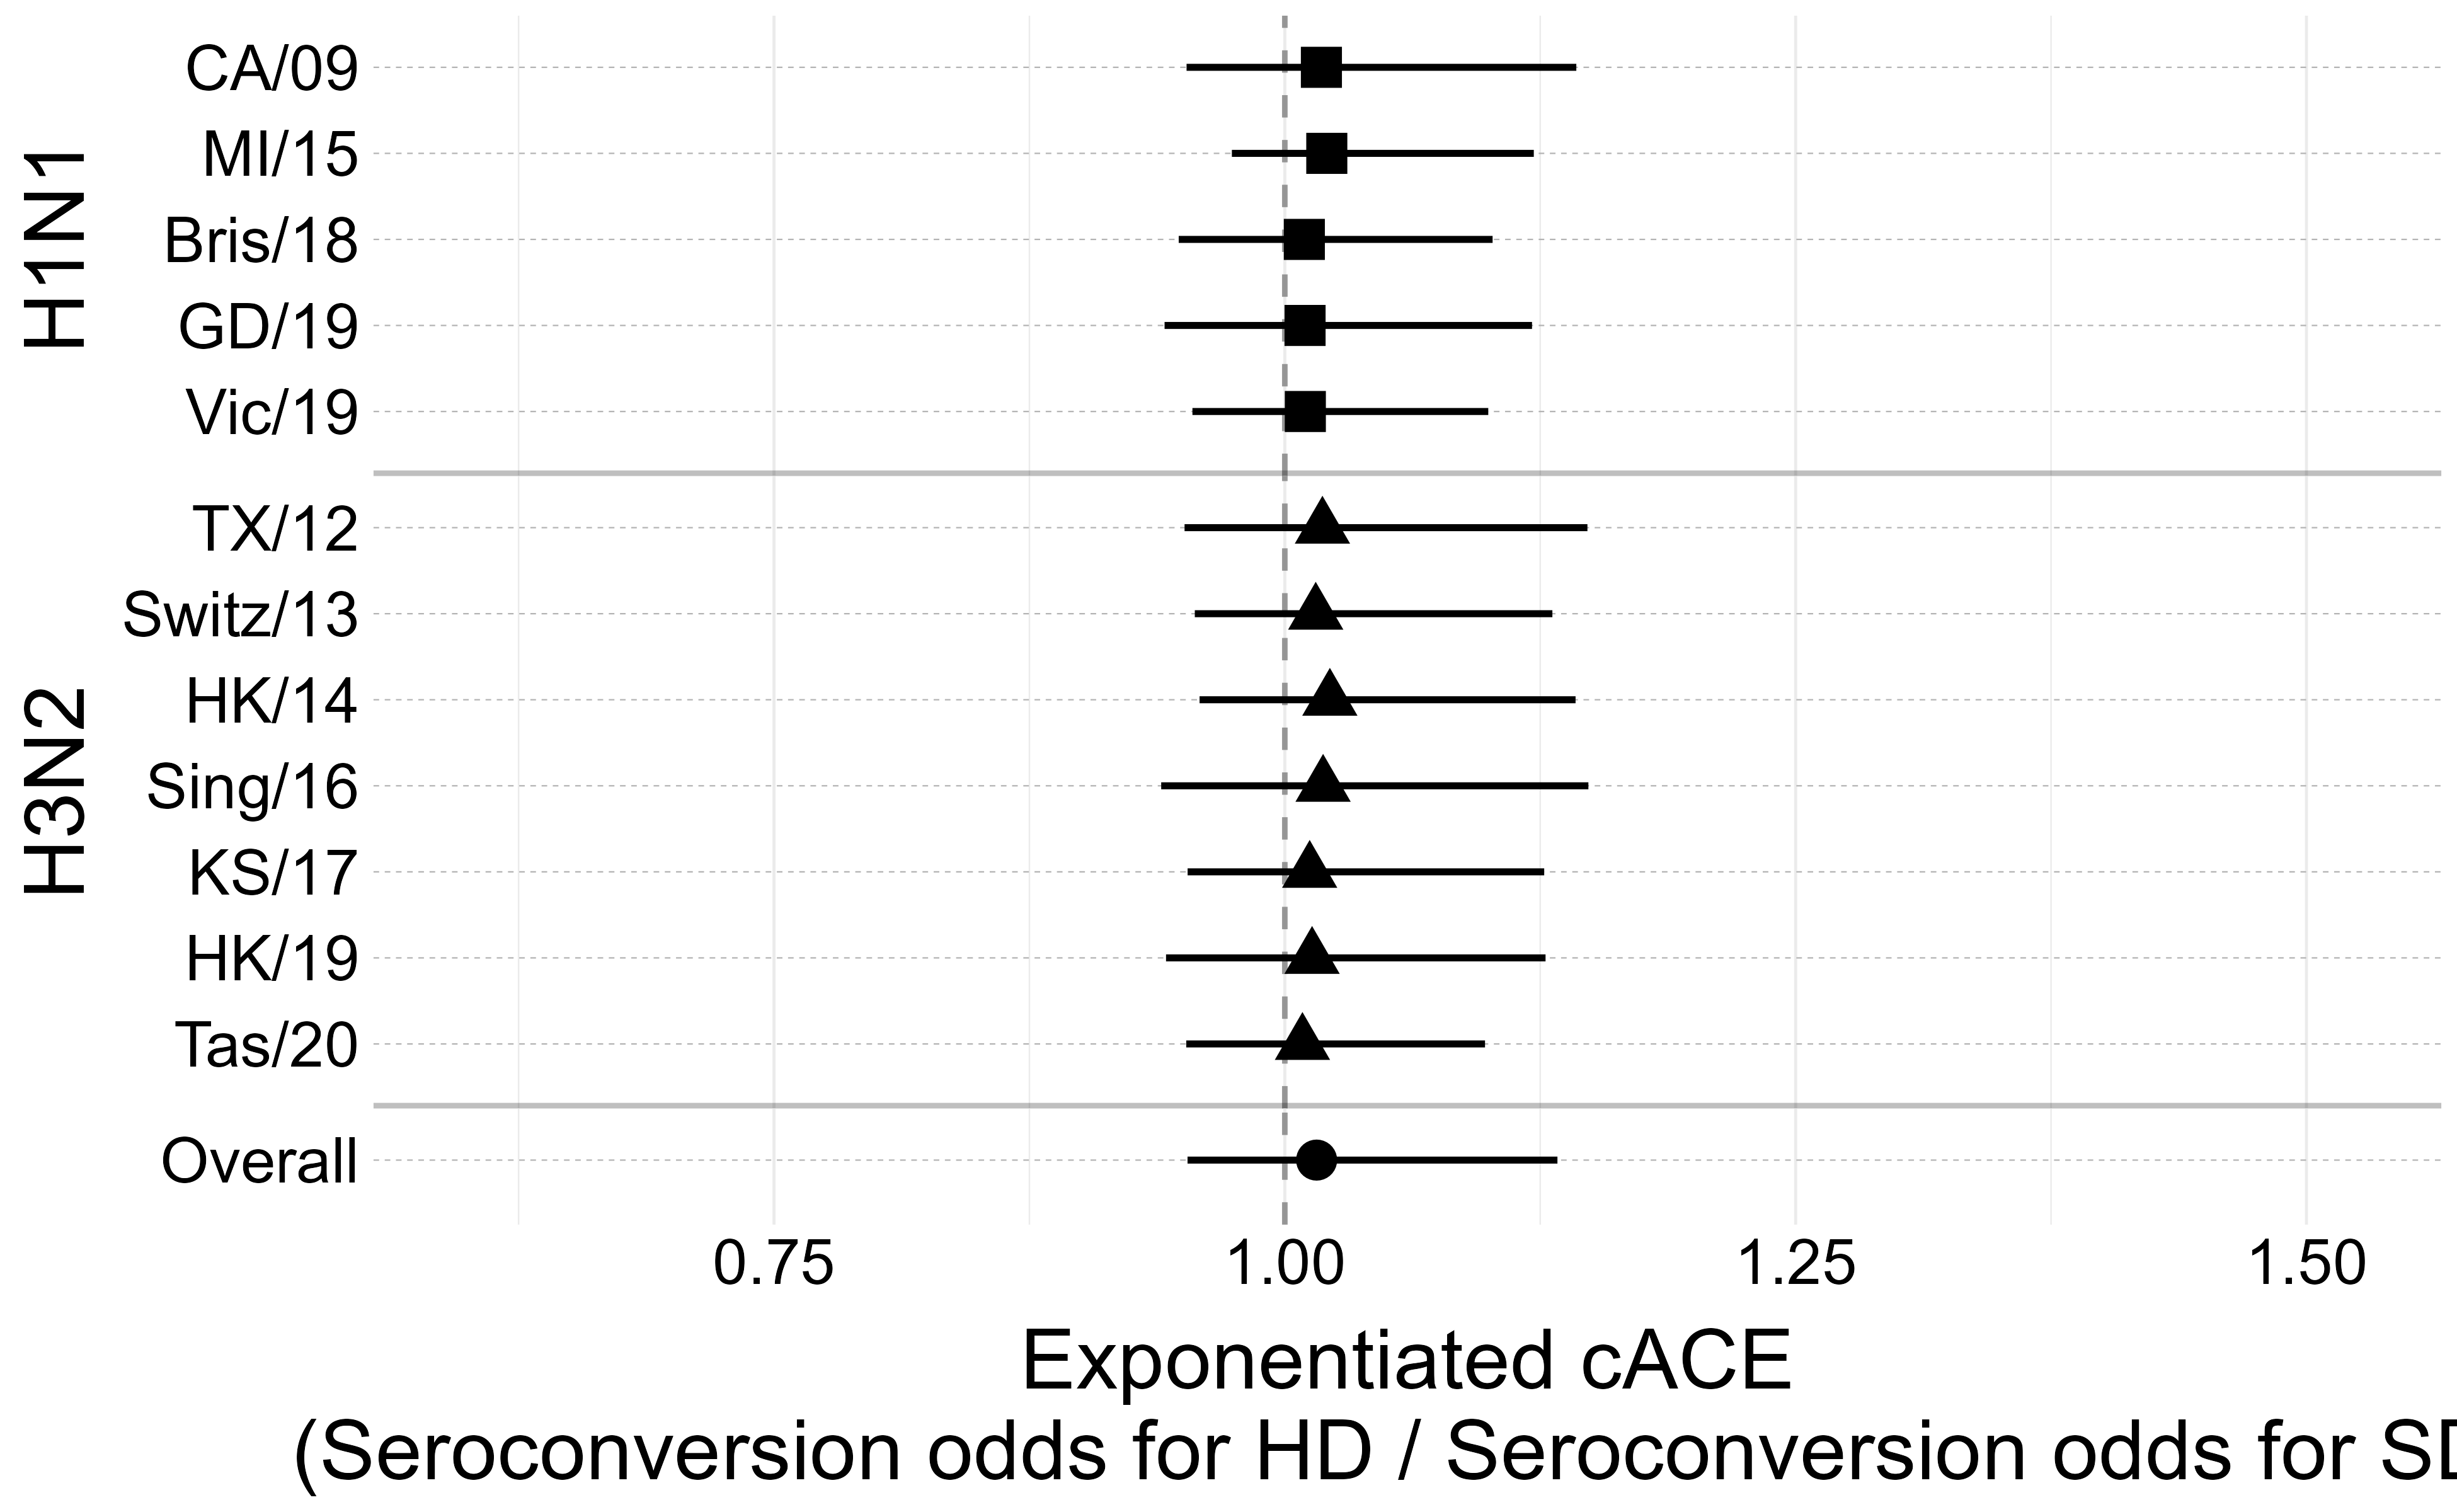 H1N1
CA/09
MI/15
Bris/18
GD/19
Vic/19
H3N2
TX/12
Switz/13
HK/14
Sing/16
KS/17
HK/19
Tas/20
Overall
0.75 1.00 1.25 1.50
Exponentiated cACE
(Seroconversion odds for HD / Seroconversion odds for SD